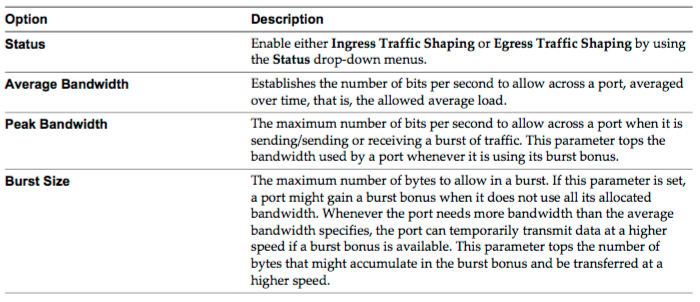 Option Description
Status Enable either Ingress Traffic Shaping or Egress Traffic Shaping by using
the Status drop-down menus.
Average Bandwidth Establishes the number of bits per second to allow across a port, averaged
over time, that is, the allowed average load.
Peak Bandwidth The maximum number of bits per second to allow across a port when it is
sending/sending or receiving a burst of traffic. This parameter tops the
bandwidth used by a port whenever it is using its burst bonus.
Burst Size The maximum number of bytes to allow in a burst. If this parameter is set,
a port might gain a burst bonus when it does not use all its allocated
bandwidth. Whenever the port needs more bandwidth than the average
bandwidth specifies, the port can temporarily transmit data at a higher
speed if a burst bonus is available. This parameter tops the number of
bytes that might accumulate in the burst bonus and be transferred at a
higher speed.